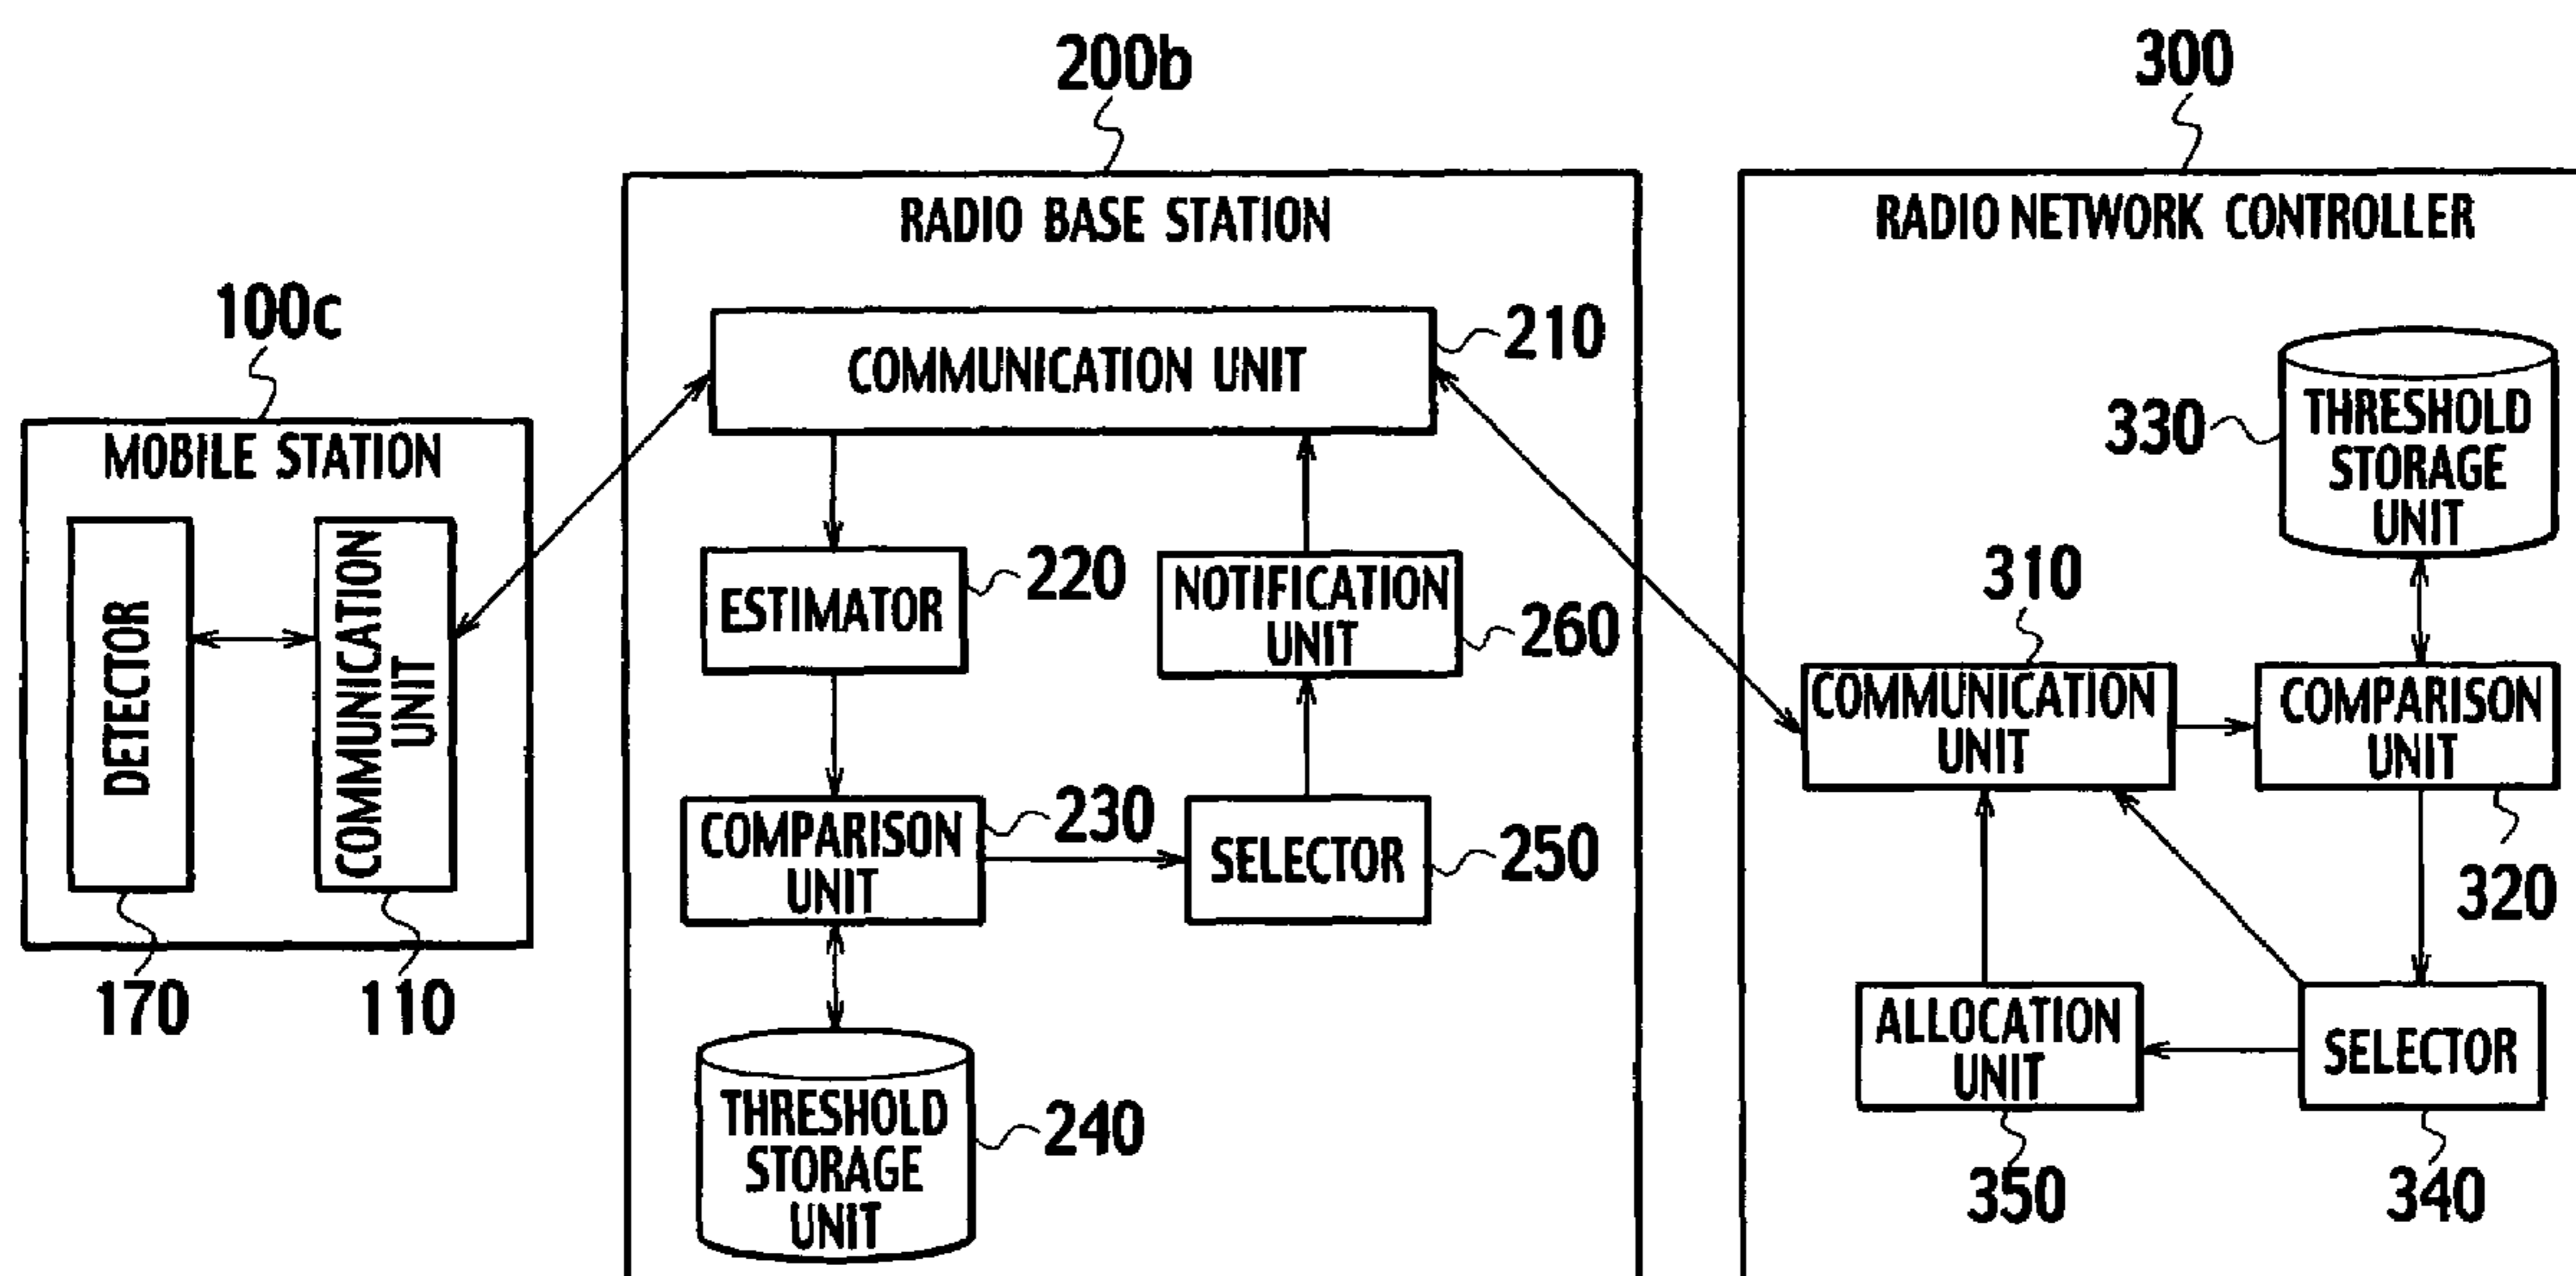 100c
MOBILE STATION
DETECTOR
COMMUNICATION
UNIT
170
110
200b
RADIO BASE STATION
COMMUNICATION UNIT
210
ESTIMATOR
220
NOTIFICATION
UNIT
260
COMPARISON
UNIT
230
SELECTOR
250
THRESHOLD
STORAGE
UNIT
240
300
RADIO NETWORK CONTROLLER
THRESHOLD
STORAGE
UNIT
330
310
COMMUNICATION
UNIT
COMPARISON
UNIT
320
ALLOCATION
UNIT
350
SELECTOR
340